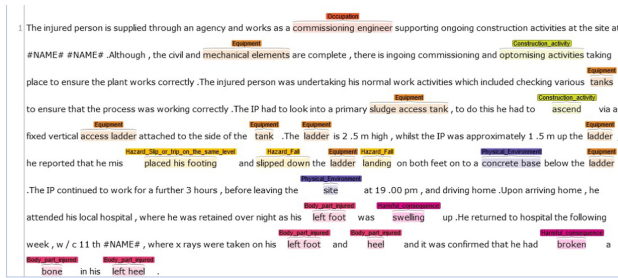 Occupation
1 The injured person is supplied through an agency and works as a commissioning engineer supporting ongoing construction activities at the site at
Equipment Construction_activity
#NAME# #NAME# .Although , the civil and mechanical elements are complete , there is ingoing commissioning and optomising activities taking
Equipment
place to ensure the plant works correctly .The injured person was undertaking his normal work activities which included checking various tanks
Equipment Construction_activity
to ensure that the process was working correctly .The IP had to look into a primary sludge access tank , to do this he had to ascend via a
Equipment Equipment Equipment Equipment
fixed vertical access ladder attached to the side of the tank .The ladder is 2 .5 m high , whilst the IP was approximately 1 .5 m up the ladder
Hazard_Slip_or_trip_on_the_same_level Hazard_Fall Equipment Hazard_Fall Physical_Environment Equipment
he reported that he mis placed his footing and slipped down the ladder landing on both feet on to a concrete base below the ladder
Physical_Environment
.The IP continued to work for a further 3 hours , before leaving the site at 19 .00 pm , and driving home .Upon arriving home , he
Body_part_injured Harmful_consequence
attended his local hospital , where he was retained over night as his left foot was swelling up .He returned to hospital the following
Body_part_injured Body_part_injured Harmful_consequence
week , w / c 11 th #NAME# , where x rays were taken on his left foot and heel and it was confirmed that he had broken a
Body_part_injured Body_part_injured
bone in his left heel .